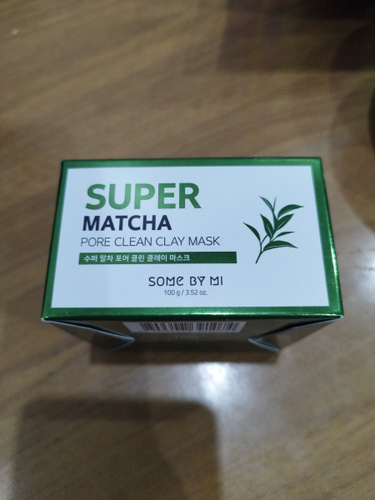 SUPER
MATCHA
PORE CLEAN CLAY MASK
수퍼 말차 포어 클린 클레이 마스크
SOME BY MI
100 g / 3.52 oz.